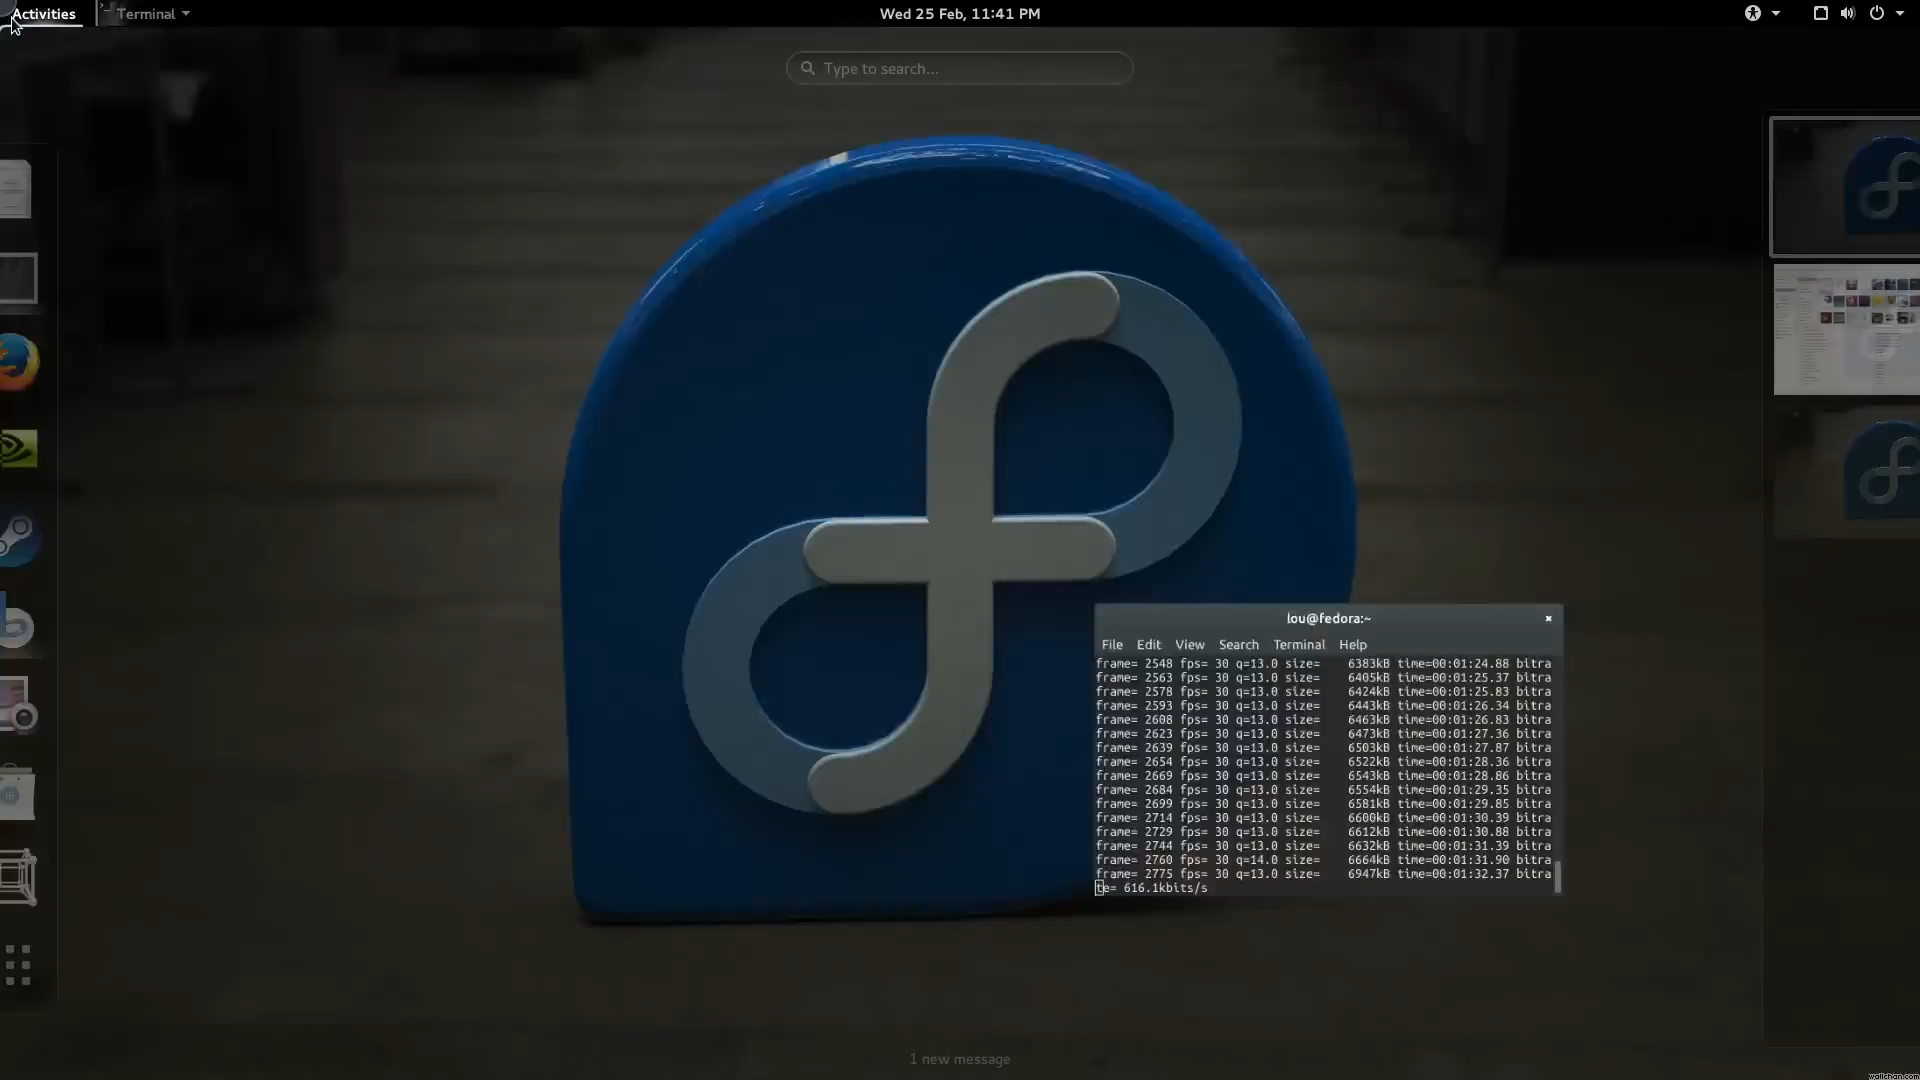 Activities
Terminal
Wed 25 Feb, 11:41 PM
Type to search...
lou@fedora:~
File Edit View Search Terminal Help
frame= 2548 fps= 30 q=13.0 size=    6383kB time=00:01:24.88 bitra
frame= 2563 fps= 30 q=13.0 size=    6405kB time=00:01:25.37 bitra
frame= 2578 fps= 30 q=13.0 size=    6424kB time=00:01:25.83 bitra
frame= 2593 fps= 30 q=13.0 size=    6443kB time=00:01:26.34 bitra
frame= 2608 fps= 30 q=13.0 size=    6463kB time=00:01:26.83 bitra
frame= 2623 fps= 30 q=13.0 size=    6473kB time=00:01:27.36 bitra
frame= 2639 fps= 30 q=13.0 size=    6503kB time=00:01:27.87 bitra
frame= 2654 fps= 30 q=13.0 size=    6522kB time=00:01:28.36 bitra
frame= 2669 fps= 30 q=13.0 size=    6543kB time=00:01:28.86 bitra
frame= 2684 fps= 30 q=13.0 size=    6554kB time=00:01:29.35 bitra
frame= 2699 fps= 30 q=13.0 size=    6581kB time=00:01:29.85 bitra
frame= 2714 fps= 30 q=13.0 size=    6600kB time=00:01:30.39 bitra
frame= 2729 fps= 30 q=13.0 size=    6612kB time=00:01:30.88 bitra
frame= 2744 fps= 30 q=13.0 size=    6632kB time=00:01:31.39 bitra
frame= 2760 fps= 30 q=14.0 size=    6664kB time=00:01:31.90 bitra
frame= 2775 fps= 30 q=13.0 size=    6947kB time=00:01:32.37 bitra
te= 616.1kbits/s
1 new message
wallchan.com